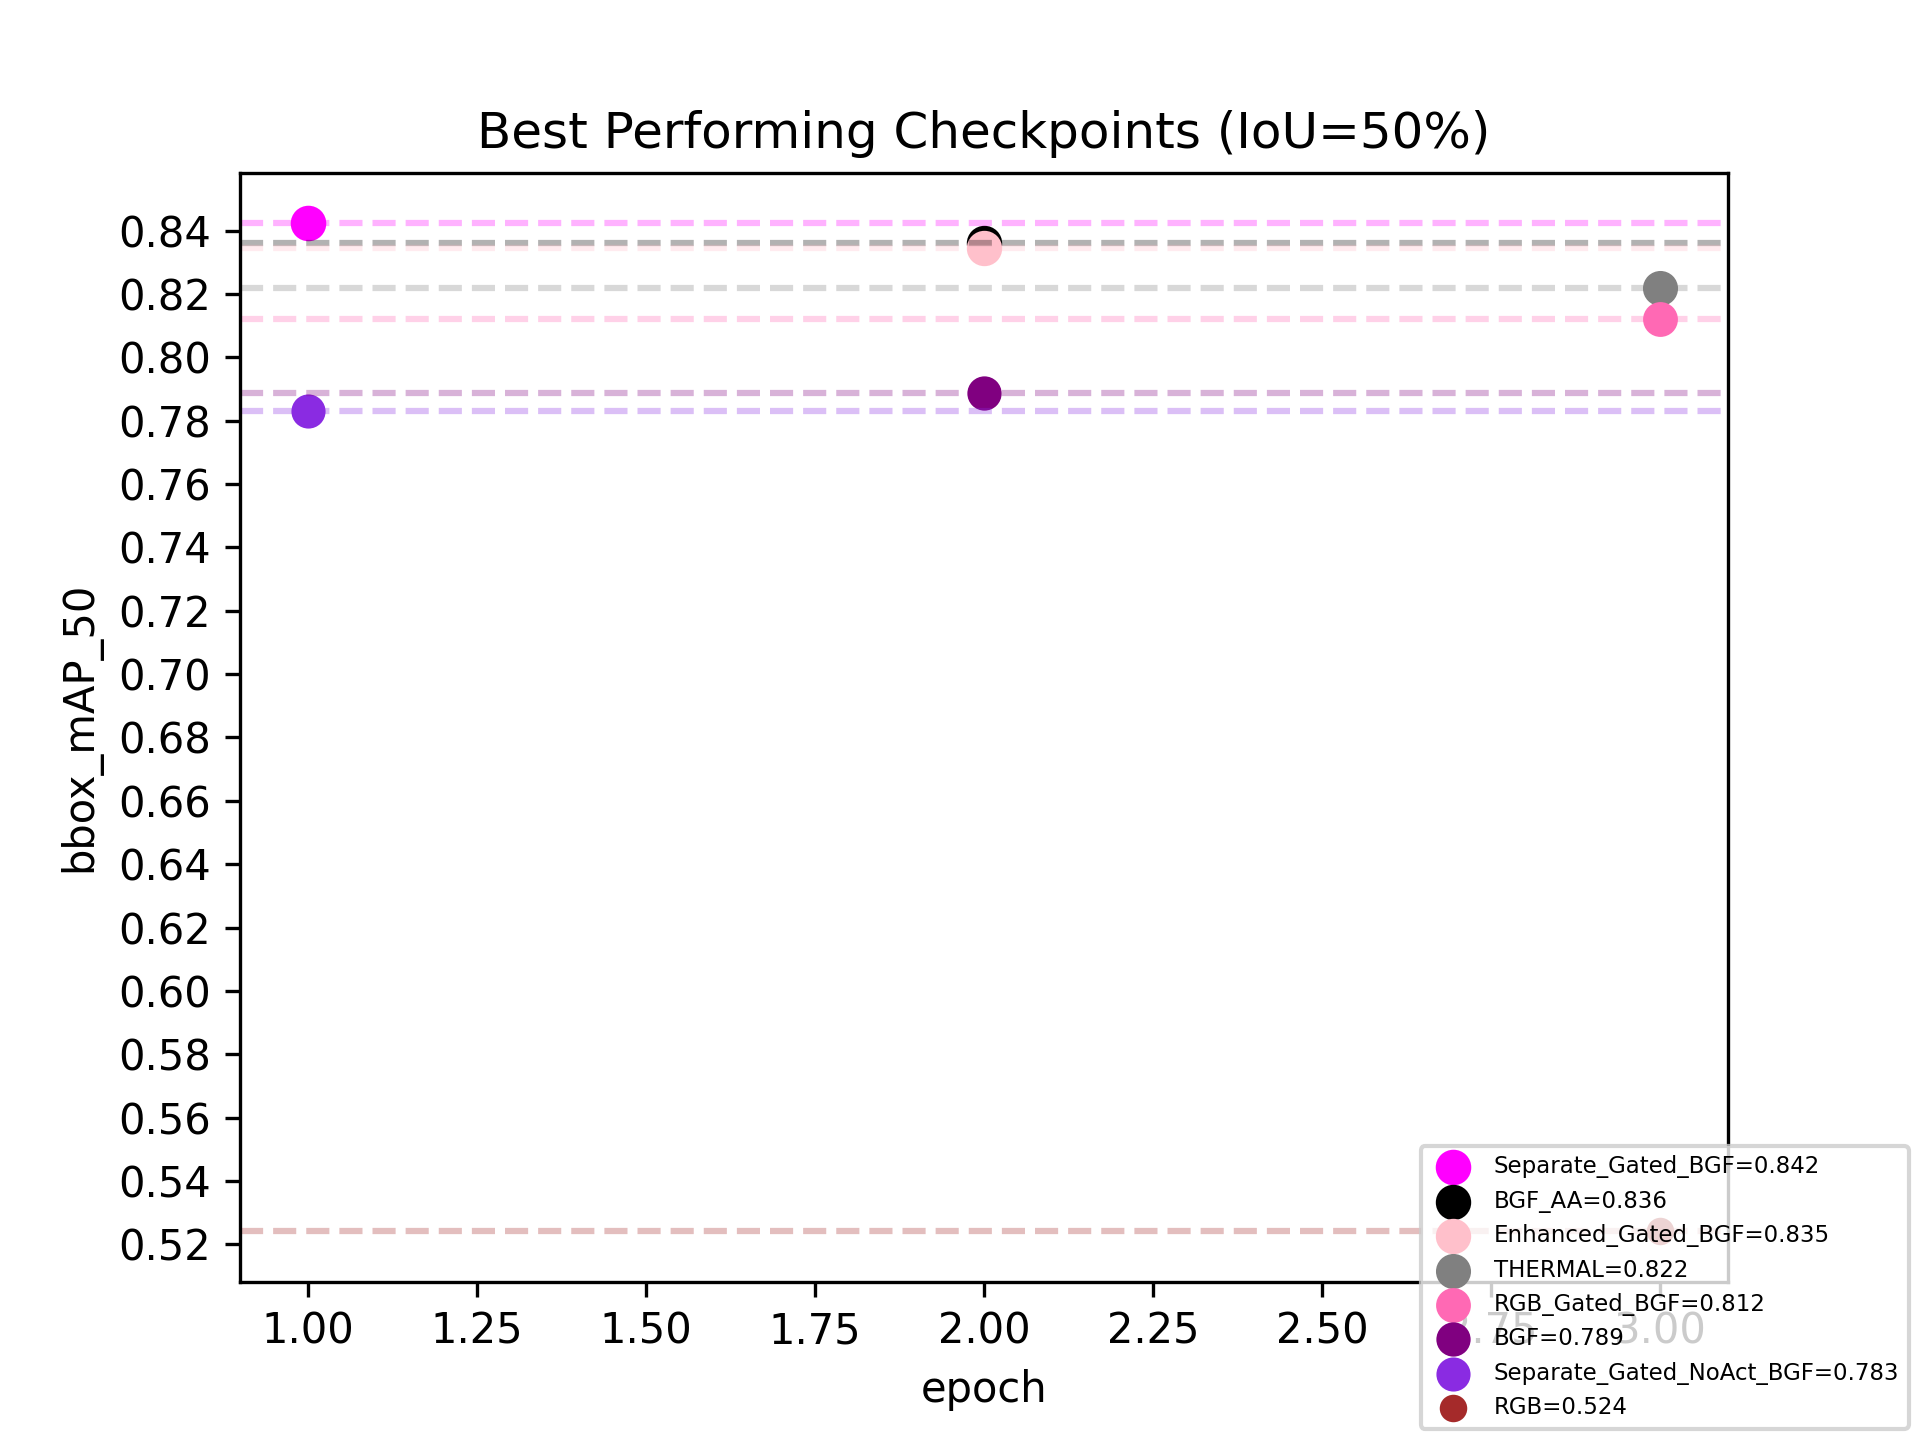 Best Performing Checkpoints (IoU=50%)
bbox_mAP_50
0.84
0.82
0.80
0.78
0.76
0.74
0.72
0.70
0.68
0.66
0.64
0.62
0.60
0.58
0.56
0.54
0.52
1.00 1.25 1.50 1.75 2.00 2.25 2.50 2.75 3.00
epoch
Separate_Gated_BGF=0.842
BGF_AA=0.836
Enhanced_Gated_BGF=0.835
THERMAL=0.822
RGB_Gated_BGF=0.812
BGF=0.789
Separate_Gated_NoAct_BGF=0.783
RGB=0.524